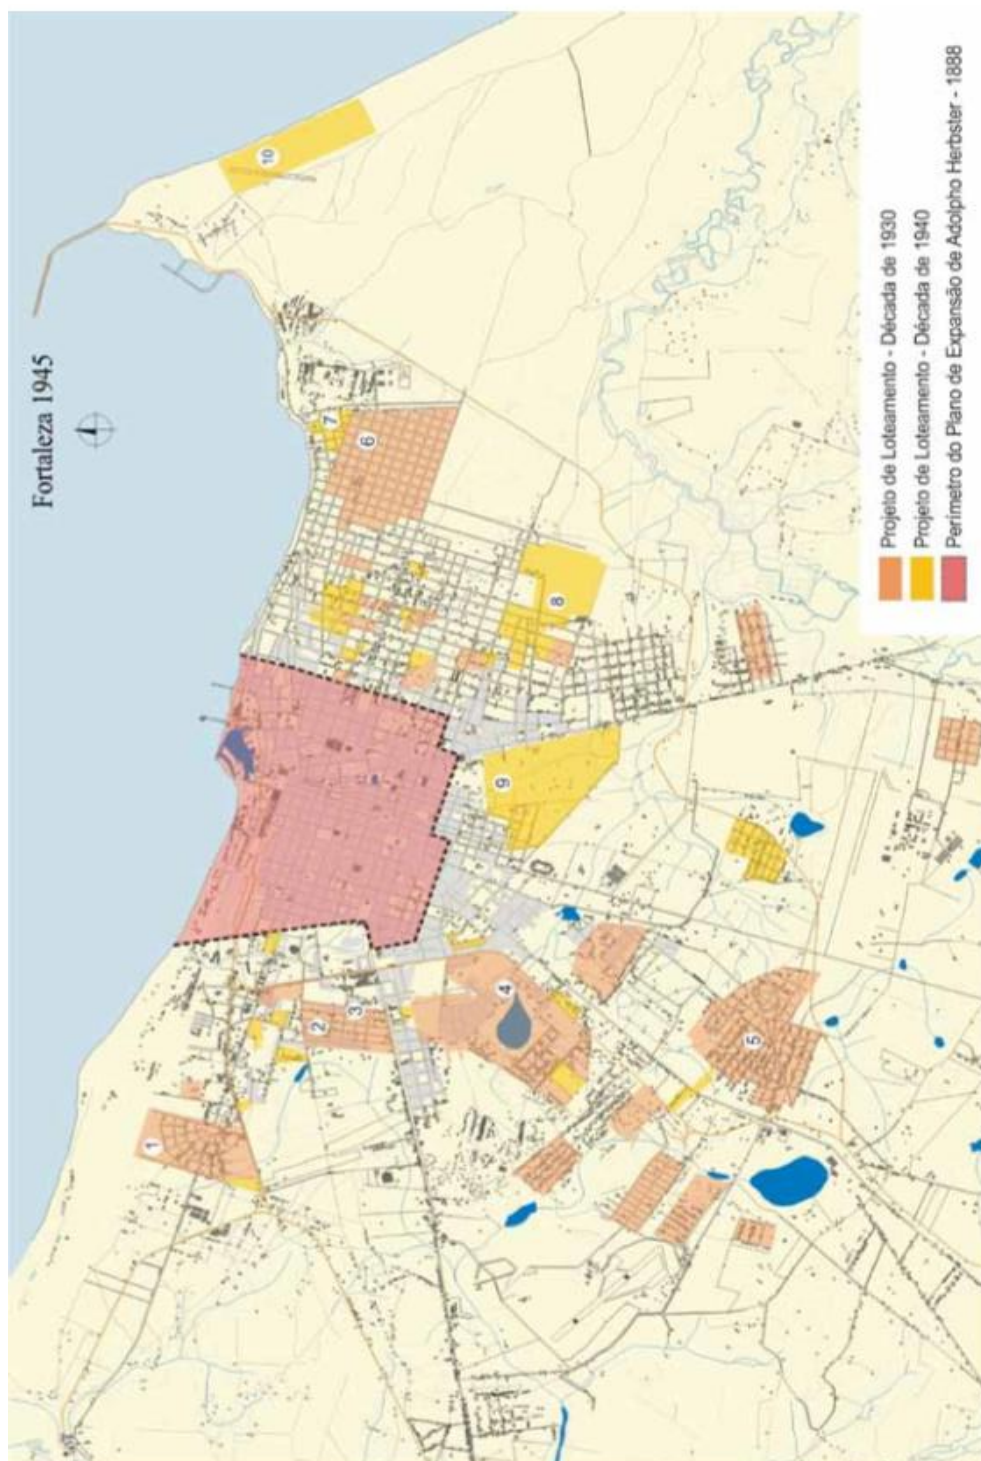 Fortaleza 1945
1
2
3
4
5
6
7
8
9
10
Projeto de Loteamento - Década de 1930
Projeto de Loteamento - Década de 1940
Perímetro do Plano de Expansão de Adolpho Herbster - 1888